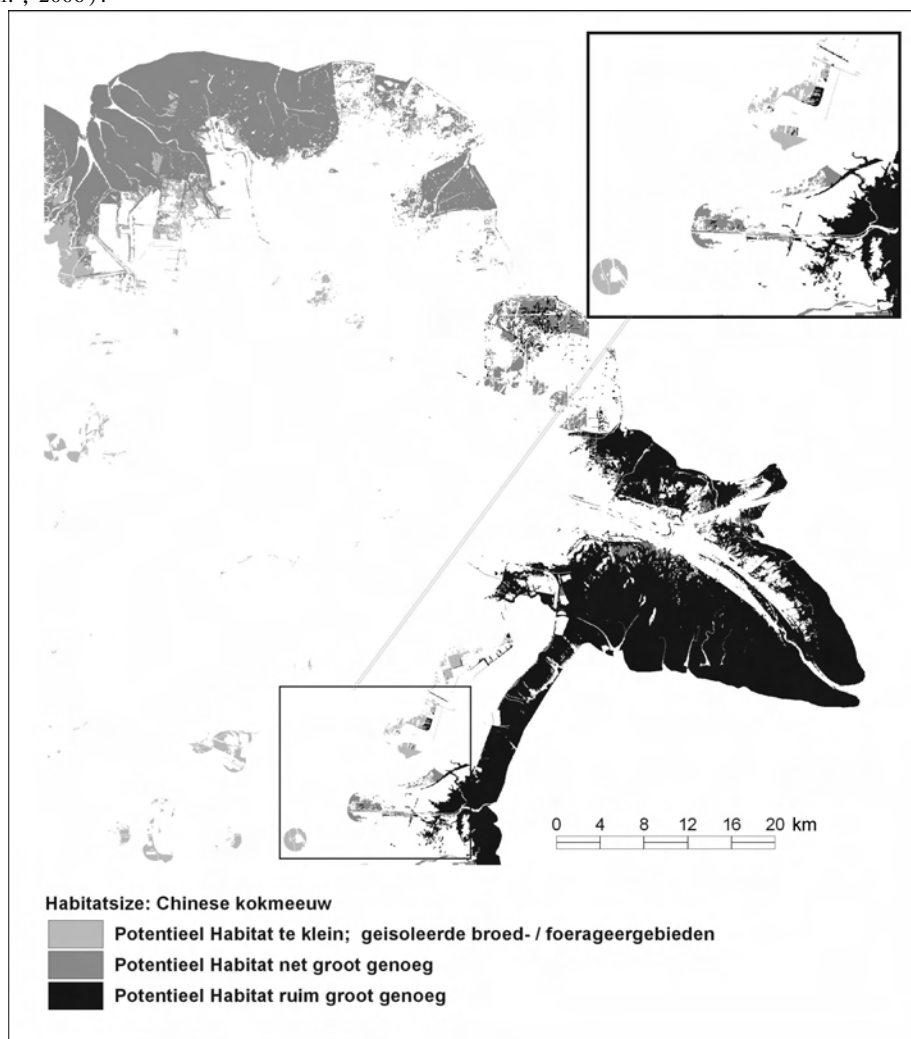 0 4 8 12 16 20 km
Habitatsize: Chinese kokmeeuw
Potentieel Habitat te klein; geisoleerde broed- / foerageergebieden
Potentieel Habitat net groot genoeg
Potentieel Habitat ruim groot genoeg